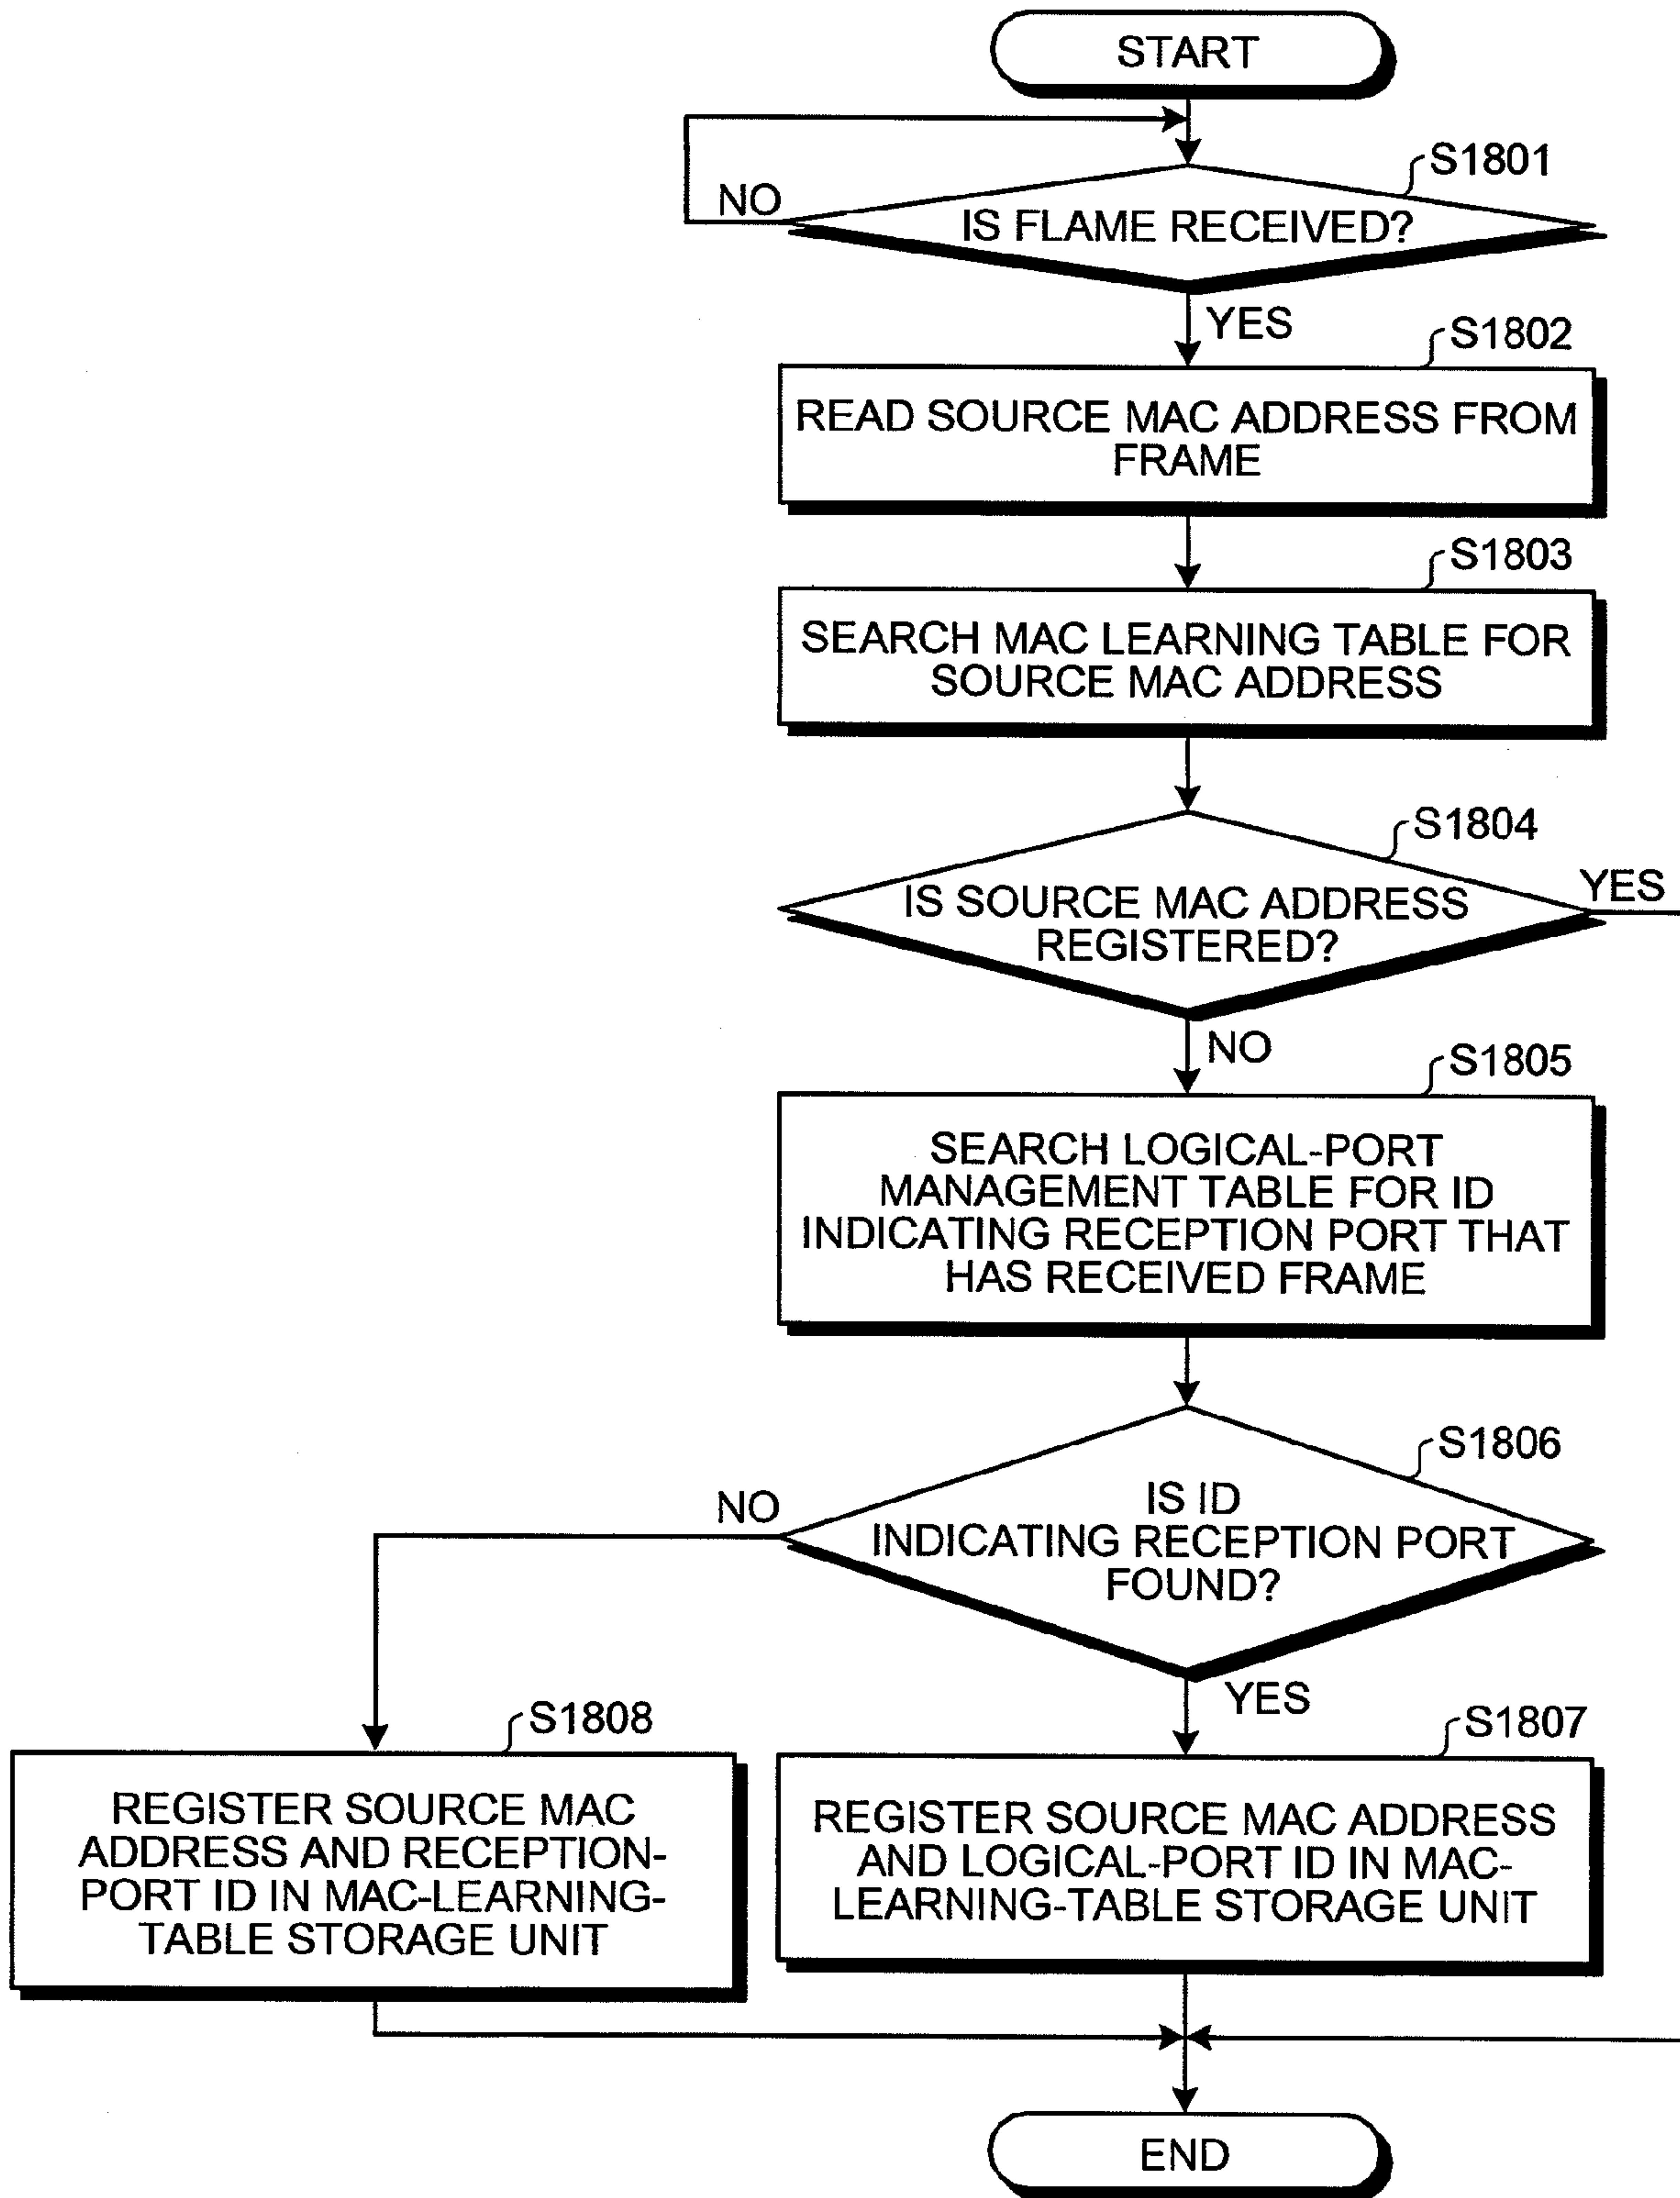 START
S1801
NO
IS FLAME RECEIVED?
YES
S1802
READ SOURCE MAC ADDRESS FROM
FRAME
S1803
SEARCH MAC LEARNING TABLE FOR
SOURCE MAC ADDRESS
S1804
YES
IS SOURCE MAC ADDRESS
REGISTERED?
NO
S1805
SEARCH LOGICAL-PORT
MANAGEMENT TABLE FOR ID
INDICATING RECEPTION PORT THAT
HAS RECEIVED FRAME
S1806
NO
IS ID
INDICATING RECEPTION PORT
FOUND?
YES
S1808
REGISTER SOURCE MAC
ADDRESS AND RECEPTION-
PORT ID IN MAC-LEARNING-
TABLE STORAGE UNIT
S1807
REGISTER SOURCE MAC ADDRESS
AND LOGICAL-PORT ID IN MAC-
LEARNING-TABLE STORAGE UNIT
END